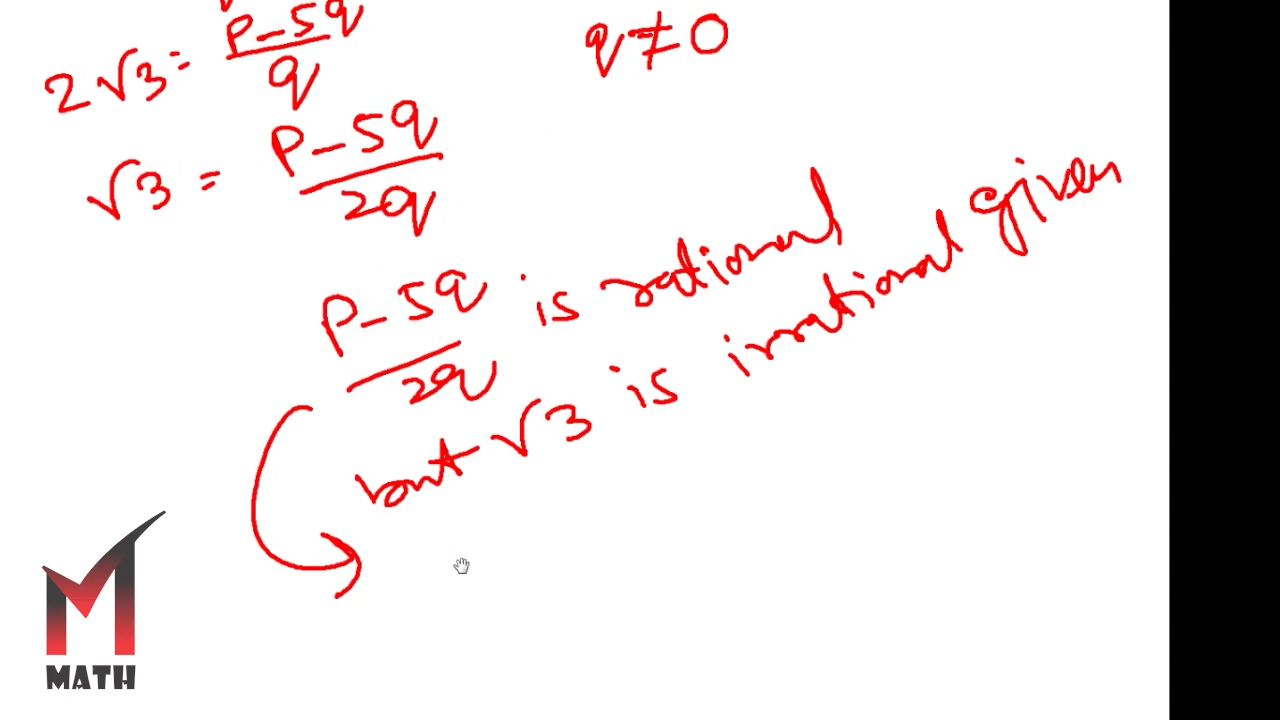 2√3 = P-5q/q
q ≠ 0
√3 = P-5q/2q
P-5q/2q is rational
but √3 is irrational given
MATH